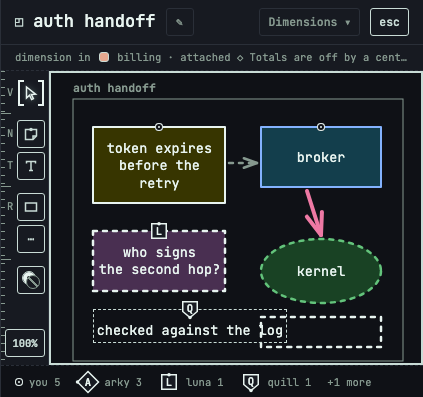 auth handoff
Dimensions
esc
dimension in billing · attached ◇ Totals are off by a cent…
auth handoff
V
N
T
T
R
token expires
before the
retry
broker
L
who signs
the second hop?
kernel
Q
checked against the log
100%
you 5
A arky 3
L luna 1
Q quill 1
+1 more